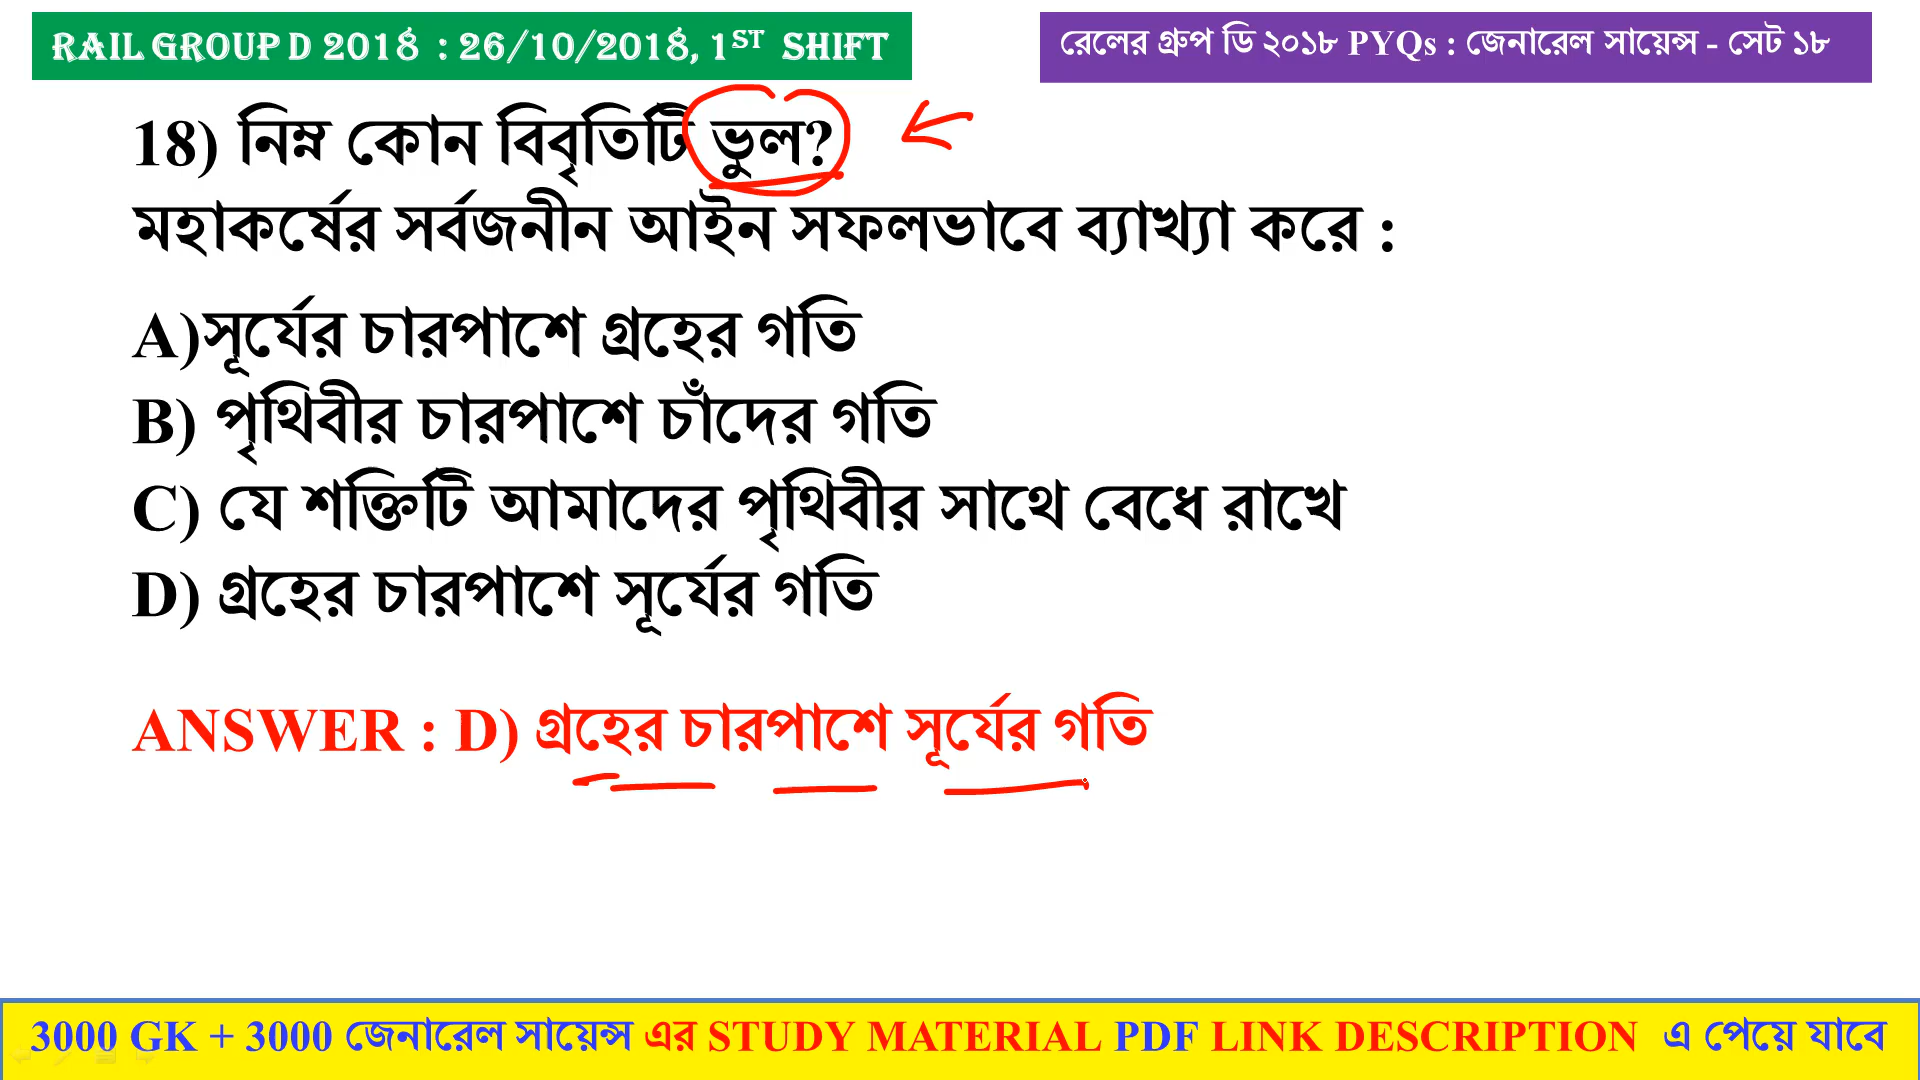 RAIL GROUP D 2018 : 26/10/2018, 1ST SHIFT
রেলের গ্রুপ ডি ২০১৮ PYQs : জেনারেল সায়েন্স - সেট ১৮
18) নিম্ন কোন বিবৃতিটি ভুল?
মহাকর্ষের সর্বজনীন আইন সফলভাবে ব্যাখ্যা করে :
A)সূর্যের চারপাশে গ্রহের গতি
B) পৃথিবীর চারপাশে চাঁদের গতি
C) যে শক্তিটি আমাদের পৃথিবীর সাথে বেধে রাখে
D) গ্রহের চারপাশে সূর্যের গতি
ANSWER : D) গ্রহের চারপাশে সূর্যের গতি
3000 GK + 3000 জেনারেল সায়েন্স এর STUDY MATERIAL PDF LINK DESCRIPTION এ পেয়ে যাবে